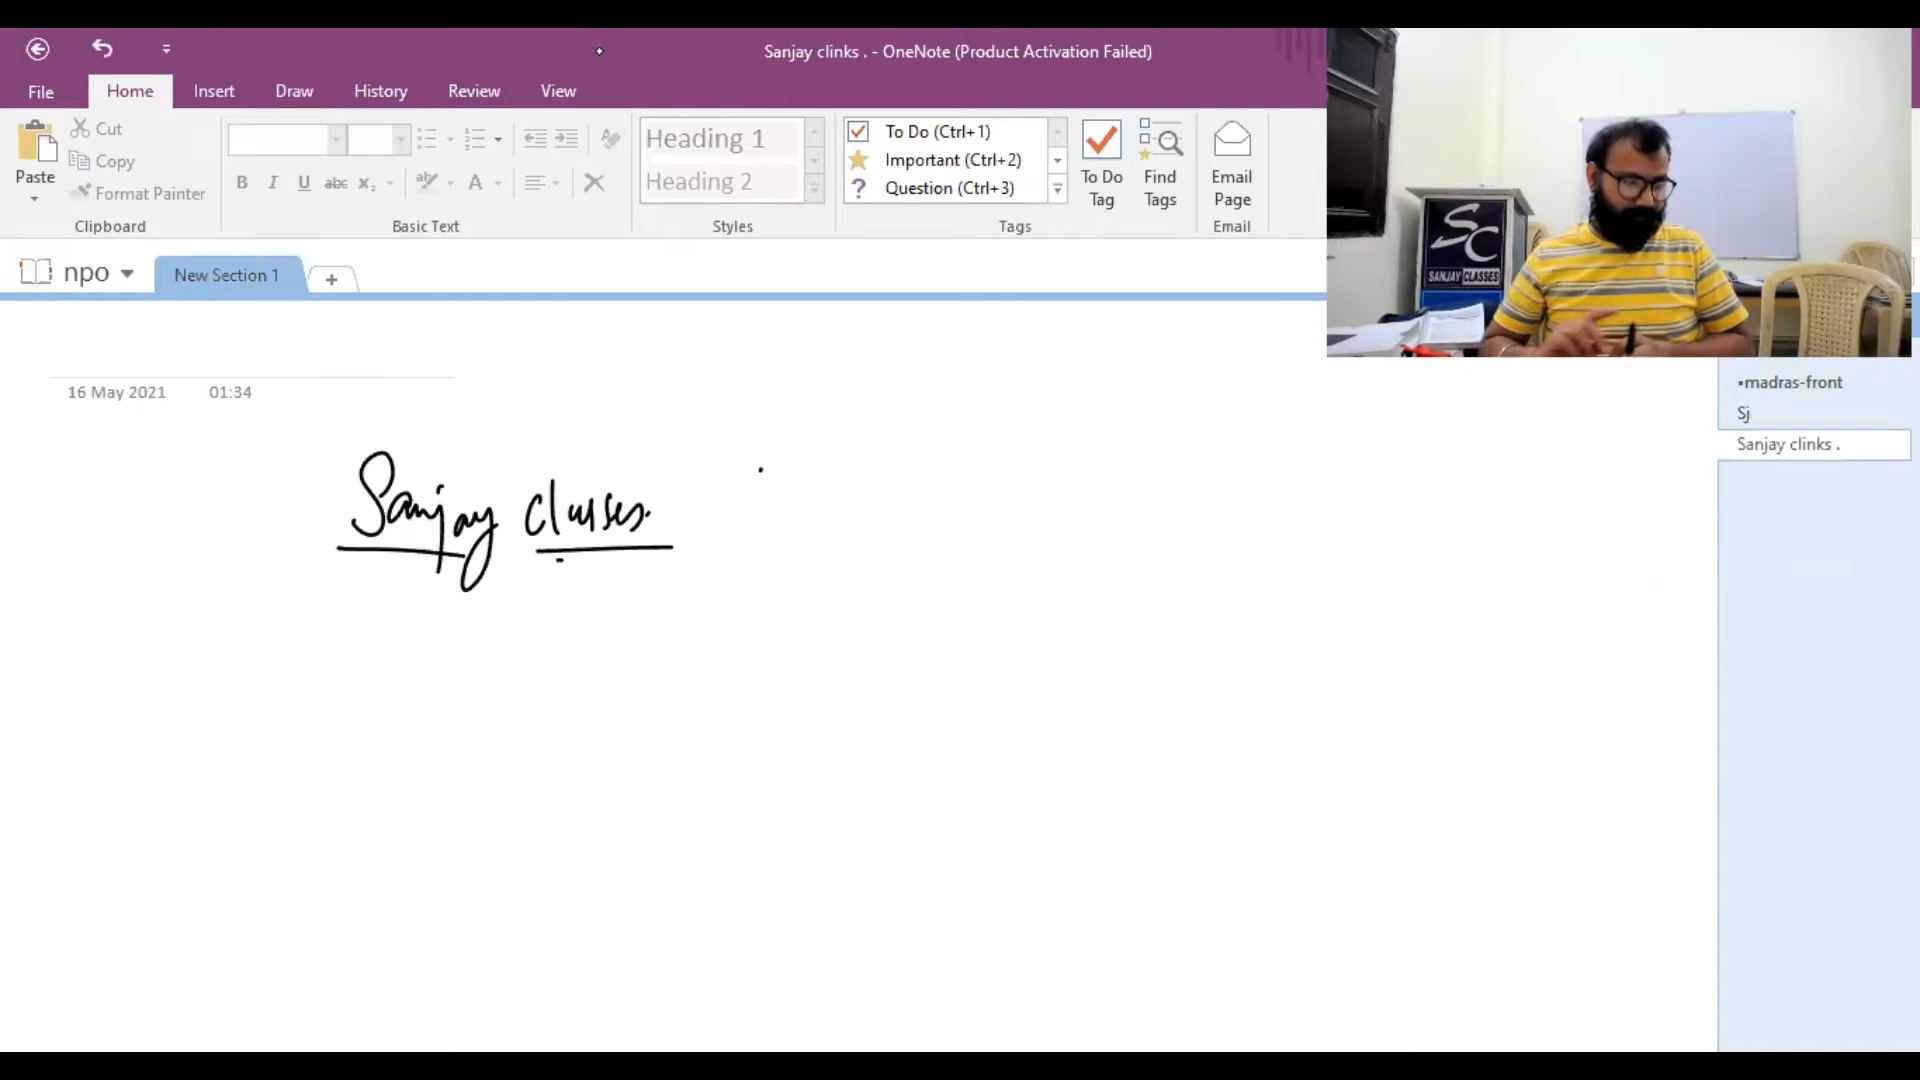 Sanjay clinks . - OneNote (Product Activation Failed)
File Home Insert Draw History Review View
Paste
Cut
Copy
Format Painter
Clipboard
B I U abc X₂ ab A
Basic Text
Heading 1
Heading 2
Styles
To Do (Ctrl+1)
Important (Ctrl+2)
Question (Ctrl+3)
Tags
To Do Tag
Find Tags
Email Page
Email
SC
SANJAY CLASSES
npo New Section 1 +
16 May 2021 01:34
Sanjay classes.
madras-front
Sj
Sanjay clinks .